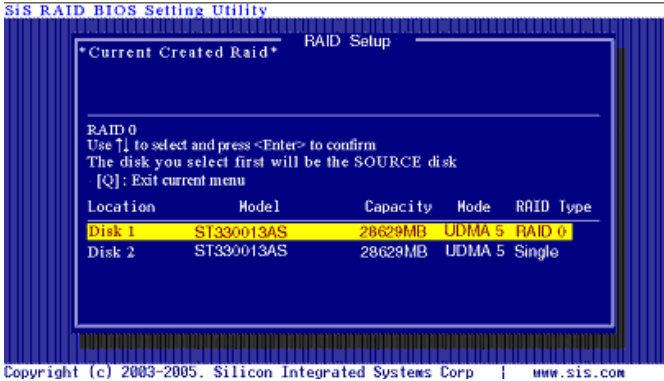 SiS RAID BIOS Setting Utility
RAID Setup
*Current Created Raid*
RAID 0
Use ↑↓ to select and press <Enter> to confirm
The disk you select first will be the SOURCE disk
[Q] : Exit current menu
Location Model Capacity Mode RAID Type
Disk 1 ST330013AS 28629MB UDMA 5 RAID 0
Disk 2 ST330013AS 28629MB UDMA 5 Single
Copyright (c) 2003-2005. Silicon Integrated Systems Corp | www.sis.com